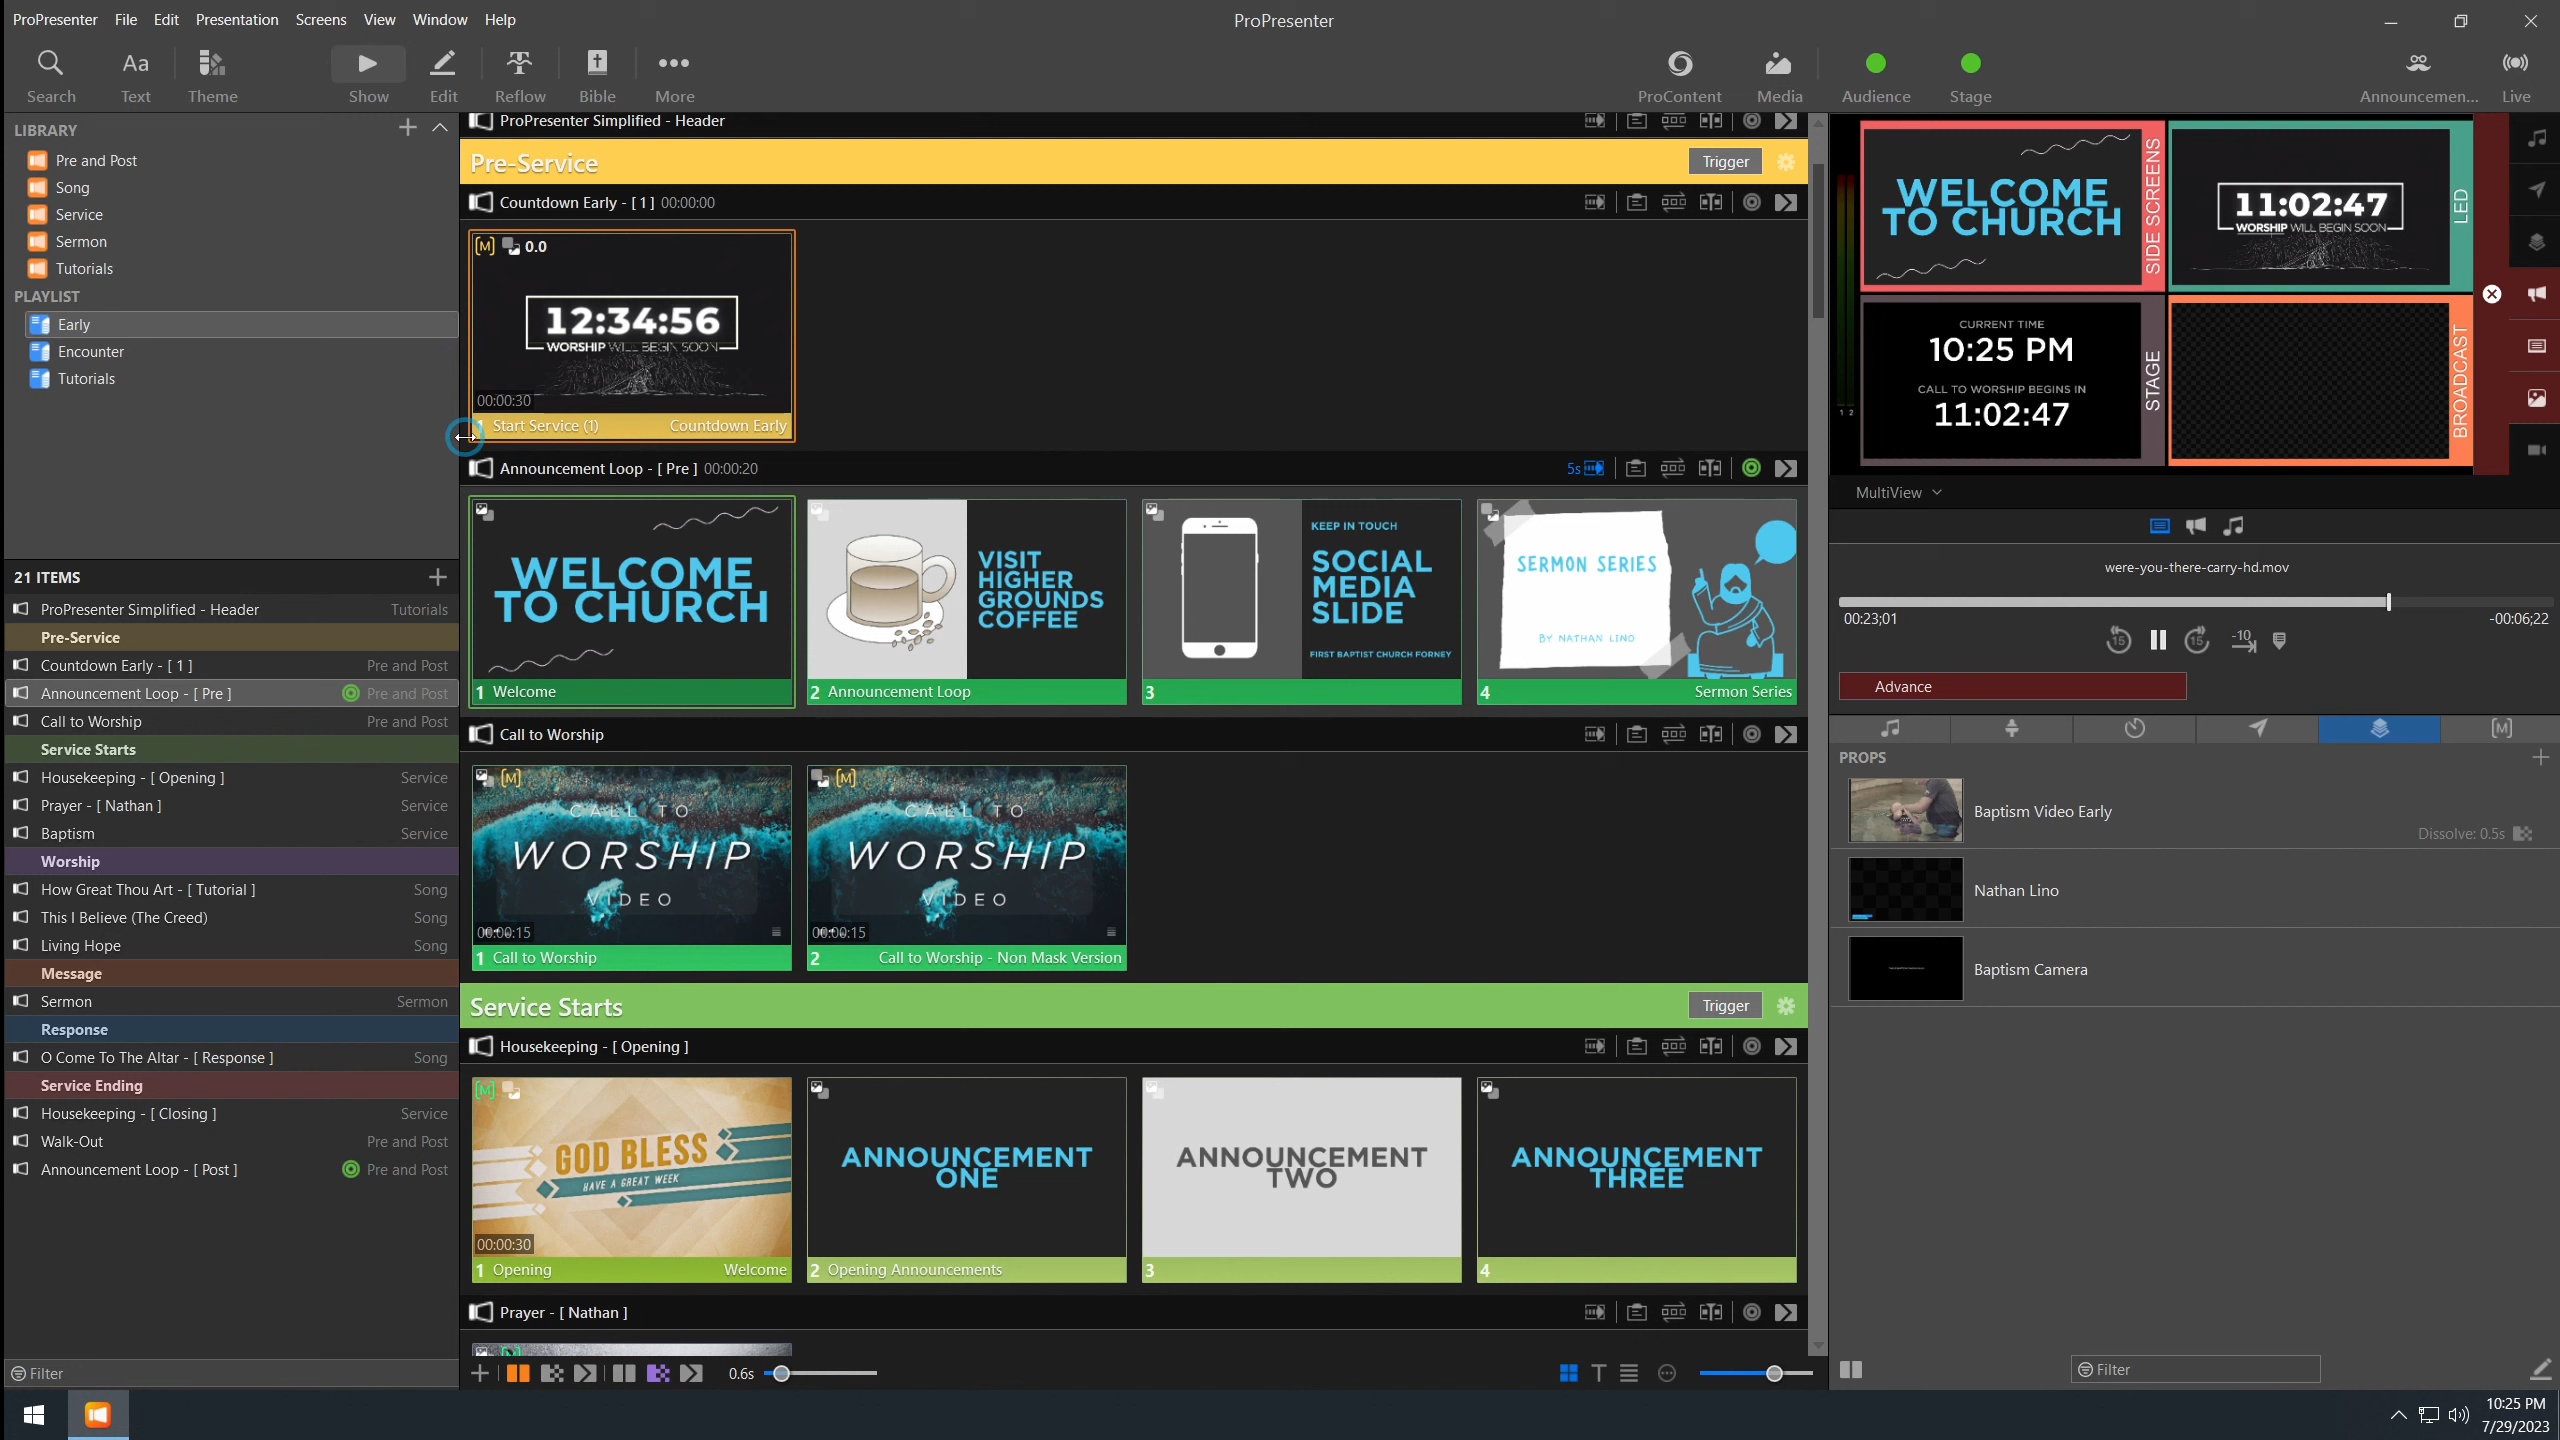 ProPresenter File Edit Presentation Screens View Window Help
ProPresenter
Search
Aa
Text
Theme
Show
Edit
Reflow
Bible
More
ProContent
Media
Audience
Stage
Announcemen...
Live
LIBRARY
Pre and Post
Song
Service
Sermon
Tutorials
PLAYLIST
Early
Encounter
Tutorials
21 ITEMS
ProPresenter Simplified - Header Tutorials
Pre-Service
Countdown Early - [ 1 ] Pre and Post
Announcement Loop - [ Pre ] Pre and Post
Call to Worship Pre and Post
Service Starts
Housekeeping - [ Opening ] Service
Prayer - [ Nathan ] Service
Baptism Service
Worship
How Great Thou Art - [ Tutorial ] Song
This I Believe (The Creed) Song
Living Hope Song
Message
Sermon Sermon
Response
O Come To The Altar - [ Response ] Song
Service Ending
Housekeeping - [ Closing ] Service
Walk-Out Pre and Post
Announcement Loop - [ Post ] Pre and Post
Filter
ProPresenter Simplified - Header
Pre-Service
Trigger
Countdown Early - [ 1 ] 00:00:00
[M] 0.0
12:34:56
WORSHIP WILL BEGIN SOON
00:00:30
1 Start Service (1) Countdown Early
Announcement Loop - [ Pre ] 00:00:20
5s
WELCOME
TO CHURCH
1 Welcome
VISIT
HIGHER
GROUNDS
COFFEE
2 Announcement Loop
KEEP IN TOUCH
SOCIAL
MEDIA
SLIDE
FIRST BAPTIST CHURCH FORNEY
3
SERMON SERIES
BY NATHAN LINO
4 Sermon Series
Call to Worship
[M]
CALL TO
WORSHIP
VIDEO
00:00:15
1 Call to Worship
[M]
CALL TO
WORSHIP
VIDEO
00:00:15
2 Call to Worship - Non Mask Version
Service Starts
Trigger
Housekeeping - [ Opening ]
[M]
GOD BLESS
HAVE A GREAT WEEK
00:00:30
1 Opening Welcome
ANNOUNCEMENT
ONE
2 Opening Announcements
ANNOUNCEMENT
TWO
3
ANNOUNCEMENT
THREE
4
Prayer - [ Nathan ]
0.6s
WELCOME
TO CHURCH
SIDE SCREENS
11:02:47
WORSHIP WILL BEGIN SOON
LED
CURRENT TIME
10:25 PM
CALL TO WORSHIP BEGINS IN
11:02:47
STAGE
BROADCAST
1 2
MultiView
were-you-there-carry-hd.mov
00:23;01
-00:06;22
15
15
-10
Advance
[M]
PROPS
Baptism Video Early
Dissolve: 0.5s
Nathan Lino
Baptism Camera
Filter
10:25 PM
7/29/2023